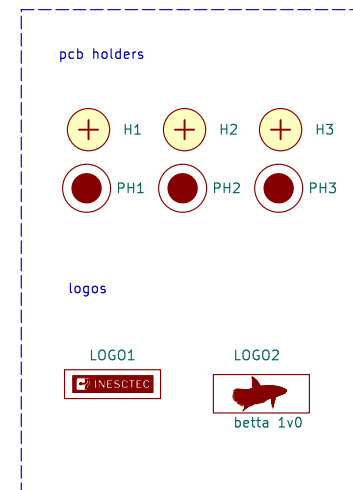 pcb holders
H1 H2 H3
PH1 PH2 PH3
logos
LOGO1 LOGO2
INESCTEC
betta 1v0